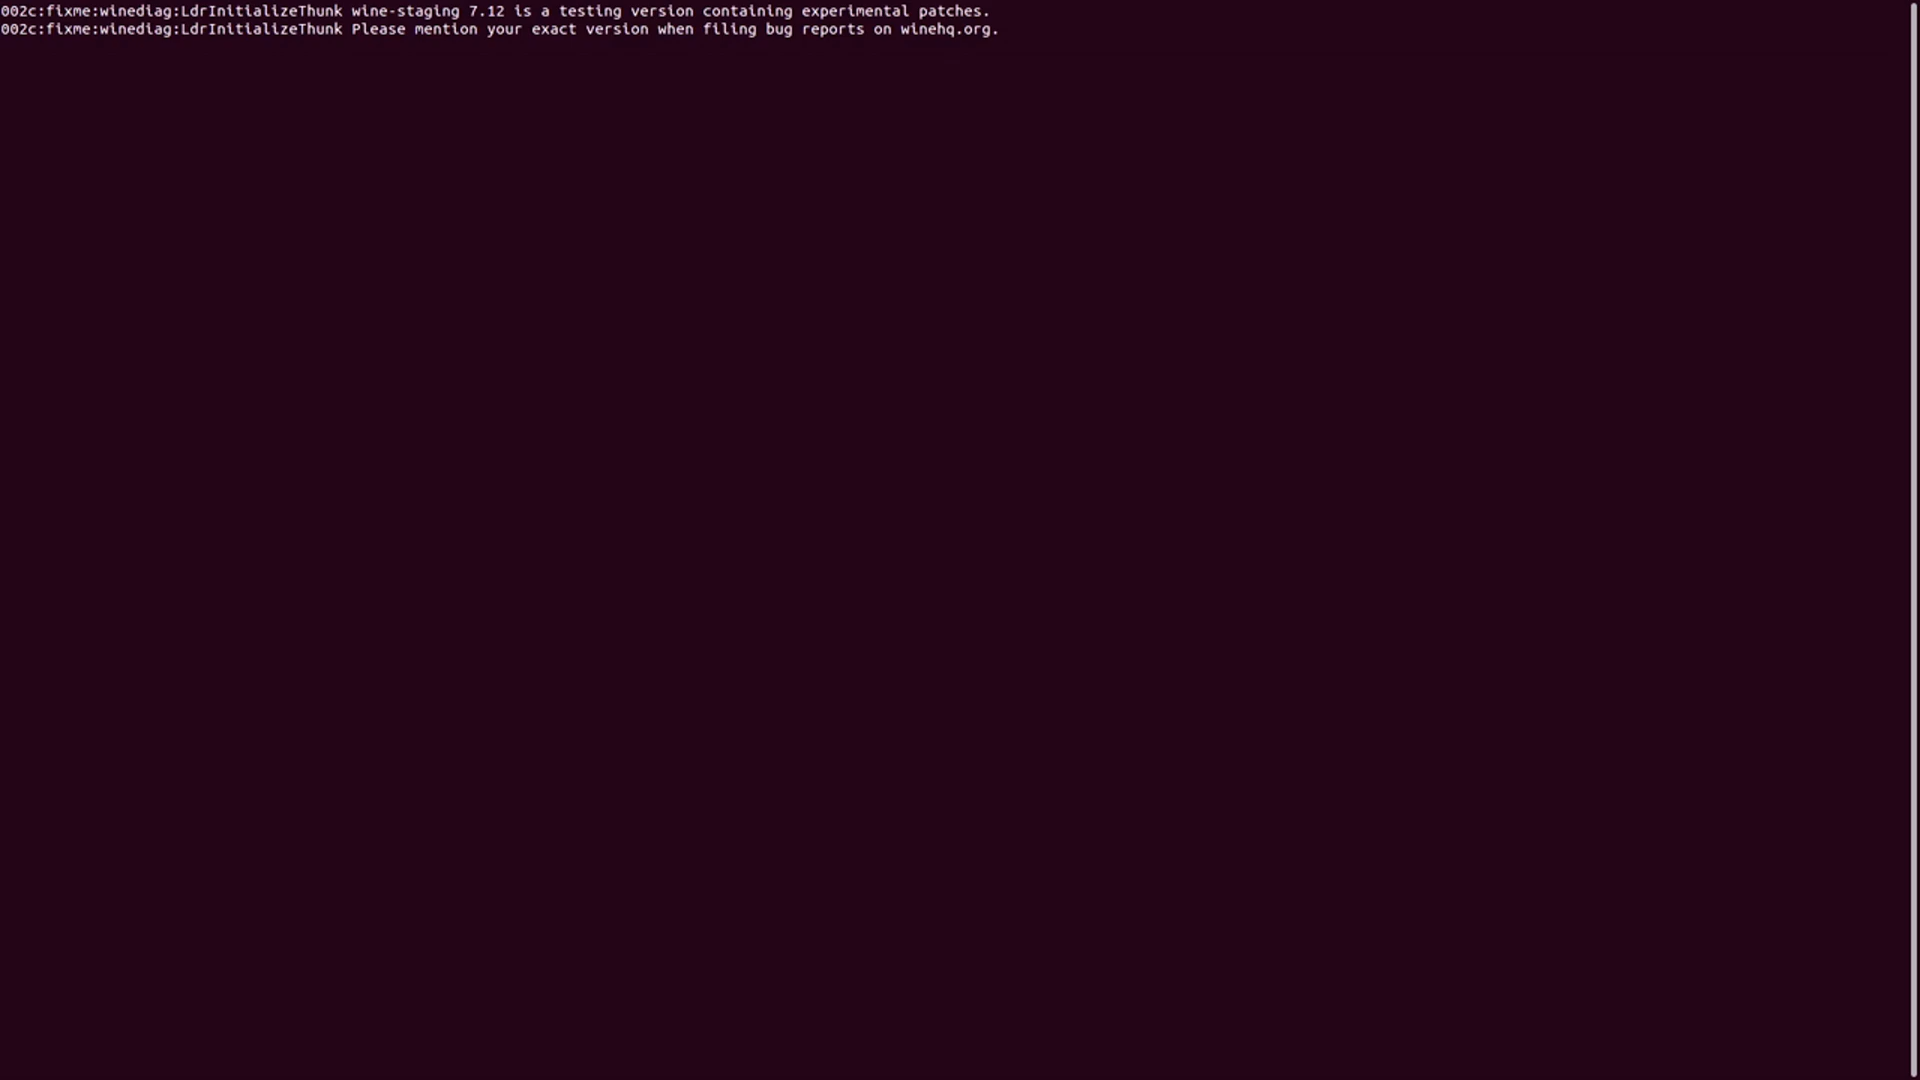 002c:fixme:winediag:LdrInitializeThunk wine-staging 7.12 is a testing version containing experimental patches.
002c:fixme:winediag:LdrInitializeThunk Please mention your exact version when filing bug reports on winehq.org.